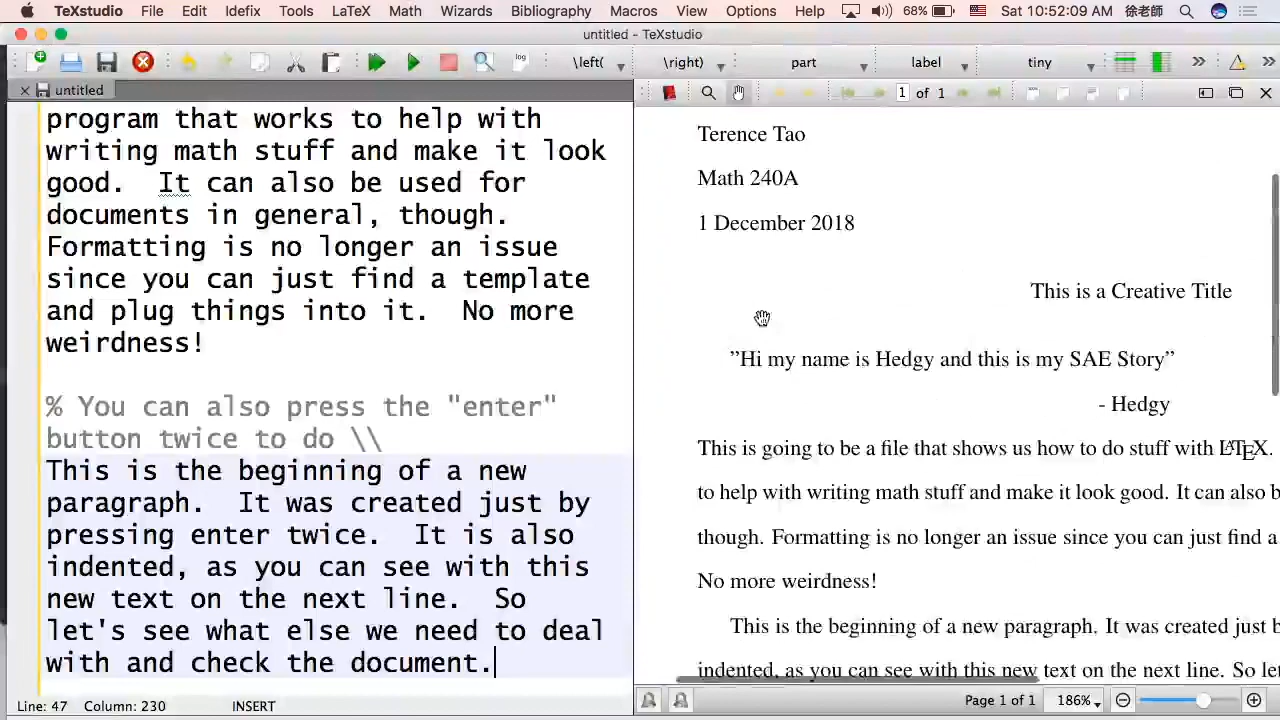 TeXstudio File Edit Idefix Tools LaTeX Math Wizards Bibliography Macros View Options Help 68% Sat 10:52:09 AM 徐老師
untitled - TeXstudio
log \left( \right) part label tiny
untitled
1 of 1
program that works to help with
writing math stuff and make it look
good.  It can also be used for
documents in general, though.
Formatting is no longer an issue
since you can just find a template
and plug things into it.  No more
weirdness!
% You can also press the "enter"
button twice to do \\
This is the beginning of a new
paragraph.  It was created just by
pressing enter twice.  It is also
indented, as you can see with this
new text on the next line.  So
let's see what else we need to deal
with and check the document.
Terence Tao
Math 240A
1 December 2018
This is a Creative Title
”Hi my name is Hedgy and this is my SAE Story”
- Hedgy
This is going to be a file that shows us how to do stuff with LATEX.
to help with writing math stuff and make it look good. It can also b
though. Formatting is no longer an issue since you can just find a
No more weirdness!
This is the beginning of a new paragraph. It was created just b
indented, as you can see with this new text on the next line. So let
Line: 47 Column: 230 INSERT
Page 1 of 1 186%